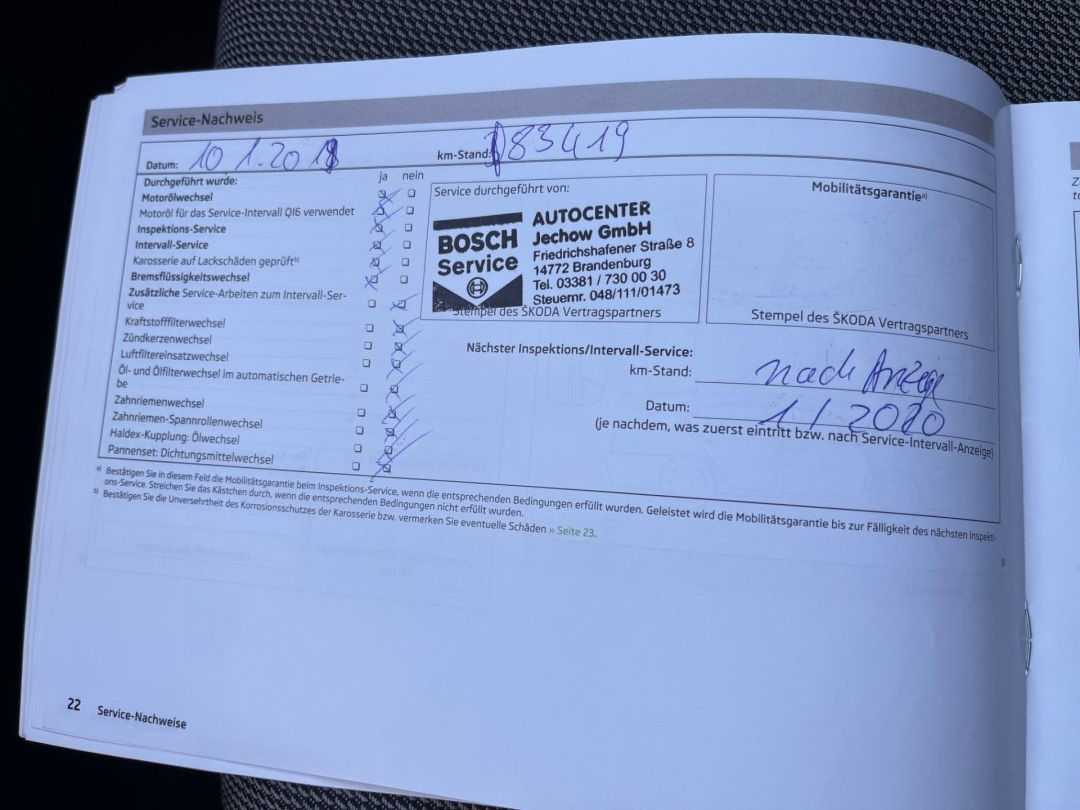 Service-Nachweis
Datum: 10 1.20
km-Stand: 83419
Durchgeführt wurde: ja nein
Motorölwechsel
Motoröl für das Service-Intervall QI6 verwendet
Inspektions-Service
Intervall-Service
Karosserie auf Lackschäden geprüft b)
Bremsflüssigkeitswechsel
Zusätzliche Service-Arbeiten zum Intervall-Ser-
vice
Kraftstofffilterwechsel
Zündkerzenwechsel
Luftfiltereinsatzwechsel
Öl- und Ölfilterwechsel im automatischen Getrie-
be
Zahnriemenwechsel
Zahnriemen-Spannrollenwechsel
Haldex-Kupplung: Ölwechsel
Pannenset: Dichtungsmittelwechsel
Service durchgeführt von:
BOSCH
Service
AUTOCENTER
Jechow GmbH
Friedrichshafener Straße 8
14772 Brandenburg
Tel. 03381 / 730 00 30
Steuernr. 048/111/01473
Stempel des ŠKODA Vertragspartners
Mobilitätsgarantie a)
Stempel des ŠKODA Vertragspartners
Nächster Inspektions/Intervall-Service:
km-Stand: nach Anzeige
Datum: 1/2020
(je nachdem, was zuerst eintritt bzw. nach Service-Intervall-Anzeige)
a) Bestätigen Sie in diesem Feld die Mobilitätsgarantie beim Inspektions-Service, wenn die entsprechenden Bedingungen erfüllt wurden. Geleistet wird die Mobilitätsgarantie bis zur Fälligkeit des nächsten Inspekti-
ons-Service. Streichen Sie das Kästchen durch, wenn die entsprechenden Bedingungen nicht erfüllt wurden.
b) Bestätigen Sie die Unversehrtheit des Korrosionsschutzes der Karosserie bzw. vermerken Sie eventuelle Schäden » Seite 23.
22 Service-Nachweise